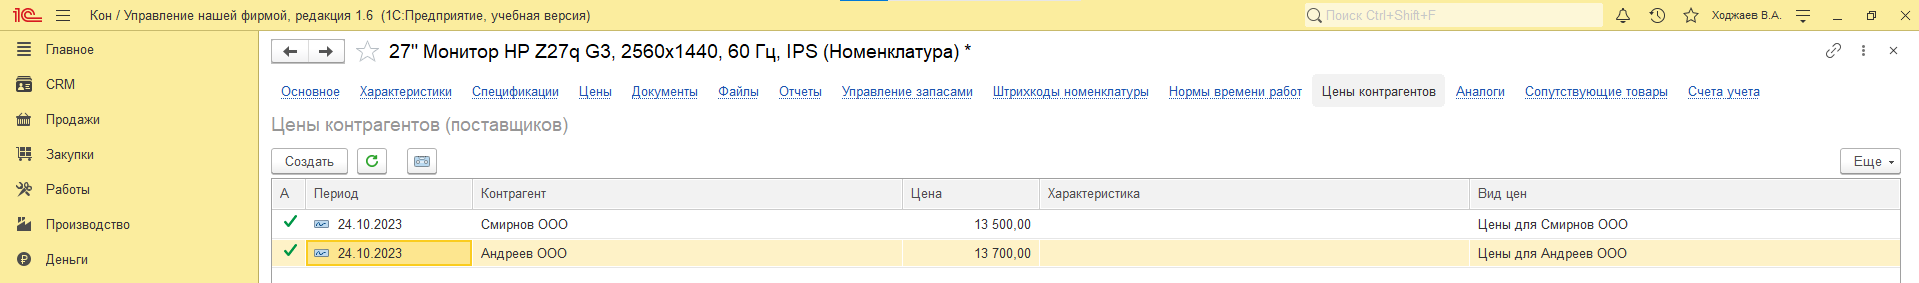 1С Кон / Управление нашей фирмой, редакция 1.6 (1С:Предприятие, учебная версия) Поиск Ctrl+Shift+F Ходжаев В.А.
Главное
CRM
Продажи
Закупки
Работы
Производство
Деньги
27" Монитор HP Z27q G3, 2560x1440, 60 Гц, IPS (Номенклатура) *
Основное Характеристики Спецификации Цены Документы Файлы Отчеты Управление запасами Штрихкоды номенклатуры Нормы времени работ Цены контрагентов Аналоги Сопутствующие товары Счета учета
Цены контрагентов (поставщиков)
Создать Еще
А Период Контрагент Цена Характеристика Вид цен
24.10.2023 Смирнов ООО 13 500,00 Цены для Смирнов ООО
24.10.2023 Андреев ООО 13 700,00 Цены для Андреев ООО